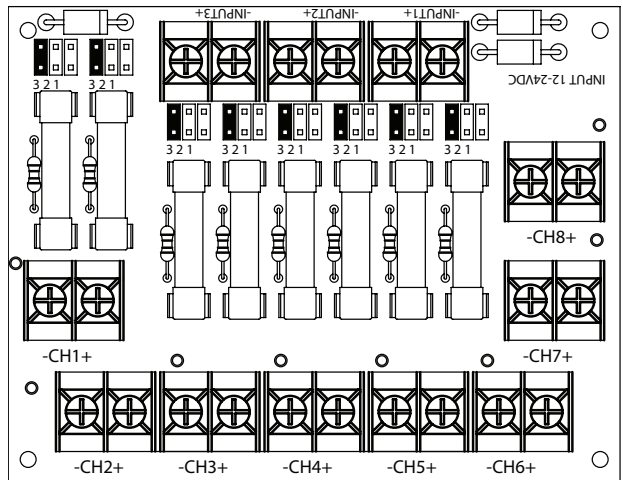 -INPUT3+ -INPUT2+ -INPUT1+
INPUT 12-24VDC
3 2 1 3 2 1
3 2 1 3 2 1 3 2 1 3 2 1 3 2 1 3 2 1
-CH8+
-CH1+ -CH7+
-CH2+ -CH3+ -CH4+ -CH5+ -CH6+